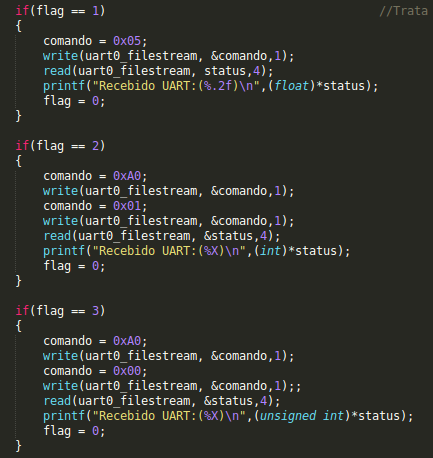 if(flag == 1) //Trata
{
comando = 0x05;
write(uart0_filestream, &comando,1);
read(uart0_filestream, status,4);
printf("Recebido UART:(%.2f)\n",(float)*status);
flag = 0;
}
if(flag == 2)
{
comando = 0xA0;
write(uart0_filestream, &comando,1);
comando = 0x01;
write(uart0_filestream, &comando,1);
read(uart0_filestream, &status,4);
printf("Recebido UART:(%X)\n",(int)*status);
flag = 0;
}
if(flag == 3)
{
comando = 0xA0;
write(uart0_filestream, &comando,1);
comando = 0x00;
write(uart0_filestream, &comando,1);;
read(uart0_filestream, &status,4);
printf("Recebido UART:(%X)\n",(unsigned int)*status);
flag = 0;
}